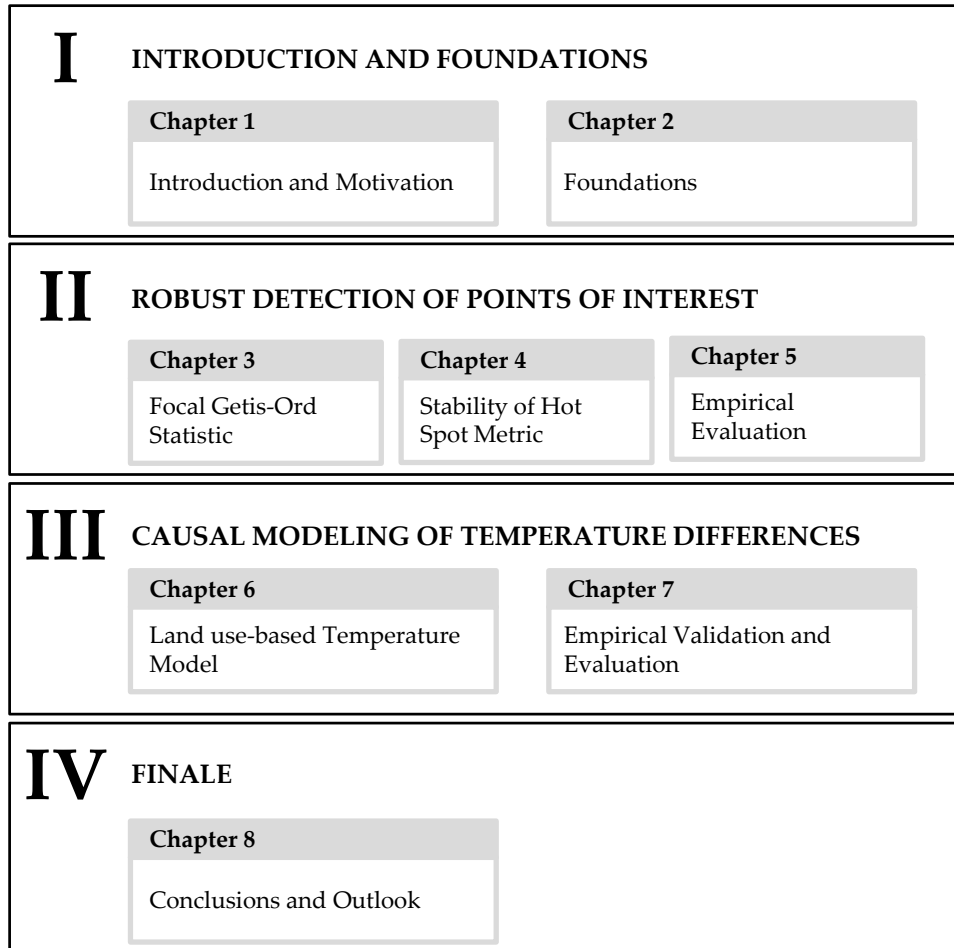 I
INTRODUCTION AND FOUNDATIONS
Chapter 1
Introduction and Motivation
Chapter 2
Foundations
II
ROBUST DETECTION OF POINTS OF INTEREST
Chapter 3
Focal Getis-Ord
Statistic
Chapter 4
Stability of Hot
Spot Metric
Chapter 5
Empirical
Evaluation
III
CAUSAL MODELING OF TEMPERATURE DIFFERENCES
Chapter 6
Land use-based Temperature
Model
Chapter 7
Empirical Validation and
Evaluation
IV
FINALE
Chapter 8
Conclusions and Outlook